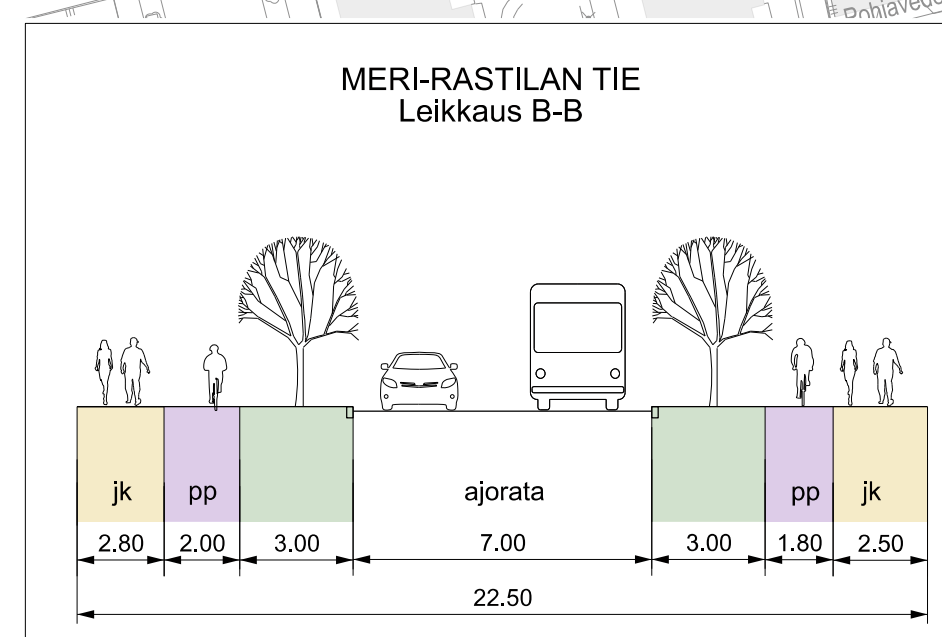 Pohjavede
MERI-RASTILAN TIE
Leikkaus B-B
jk pp ajorata pp jk
2.80 2.00 3.00 7.00 3.00 1.80 2.50
22.50